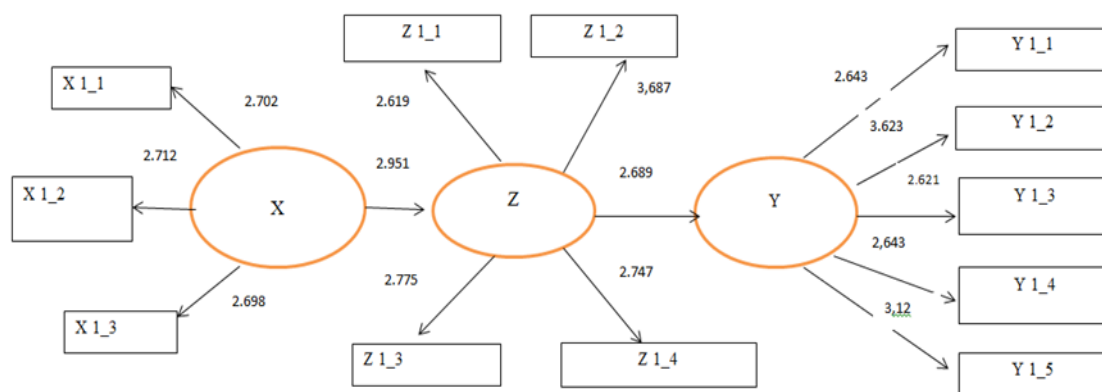 Z 1_1
Z 1_2
Y 1_1
X 1_1
2.702
2.619
3,687
2.643
3.623
Y 1_2
2.712
2.951
2.689
2.621
X 1_2
X
Z
Y
Y 1_3
2,643
2.775
2.747
Y 1_4
2.698
3,12
X 1_3
Z 1_3
Z 1_4
Y 1_5